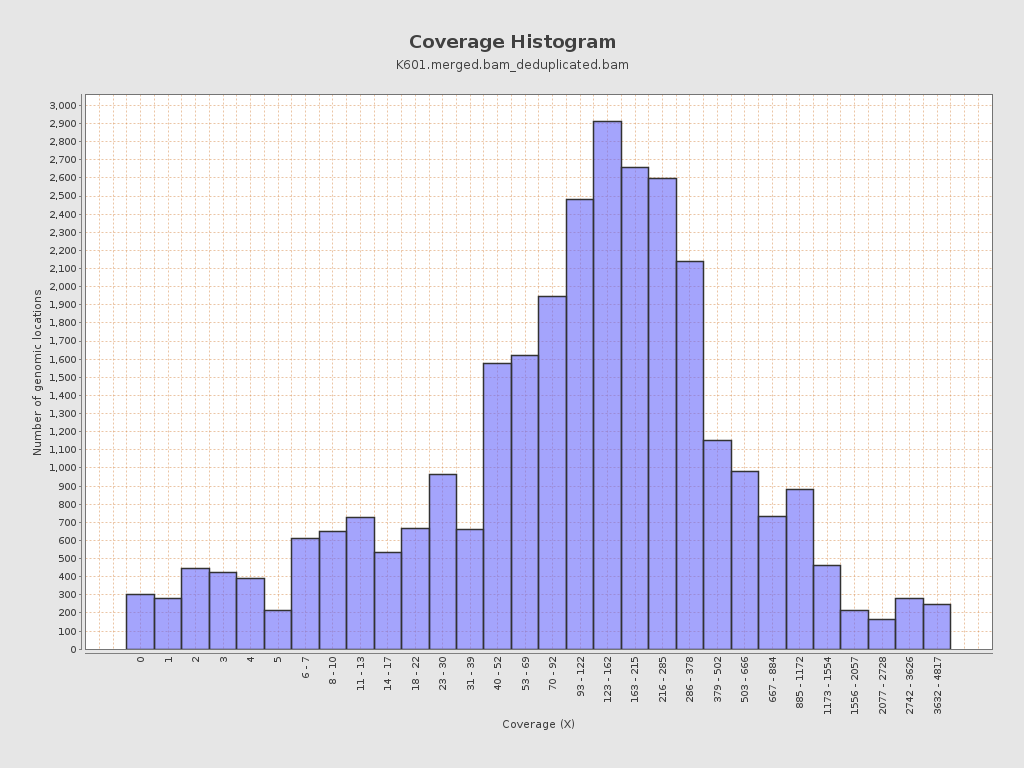 Coverage Histogram
K601.merged.bam_deduplicated.bam
Number of genomic locations
3,000
2,900
2,800
2,700
2,600
2,500
2,400
2,300
2,200
2,100
2,000
1,900
1,800
1,700
1,600
1,500
1,400
1,300
1,200
1,100
1,000
900
800
700
600
500
400
300
200
100
0
0
1
2
3
4
5
6 - 7
8 - 10
11 - 13
14 - 17
18 - 22
23 - 30
31 - 39
40 - 52
53 - 69
70 - 92
93 - 122
123 - 162
163 - 215
216 - 285
286 - 378
379 - 502
503 - 666
667 - 884
885 - 1172
1173 - 1554
1556 - 2057
2077 - 2728
2742 - 3626
3632 - 4817
Coverage (X)